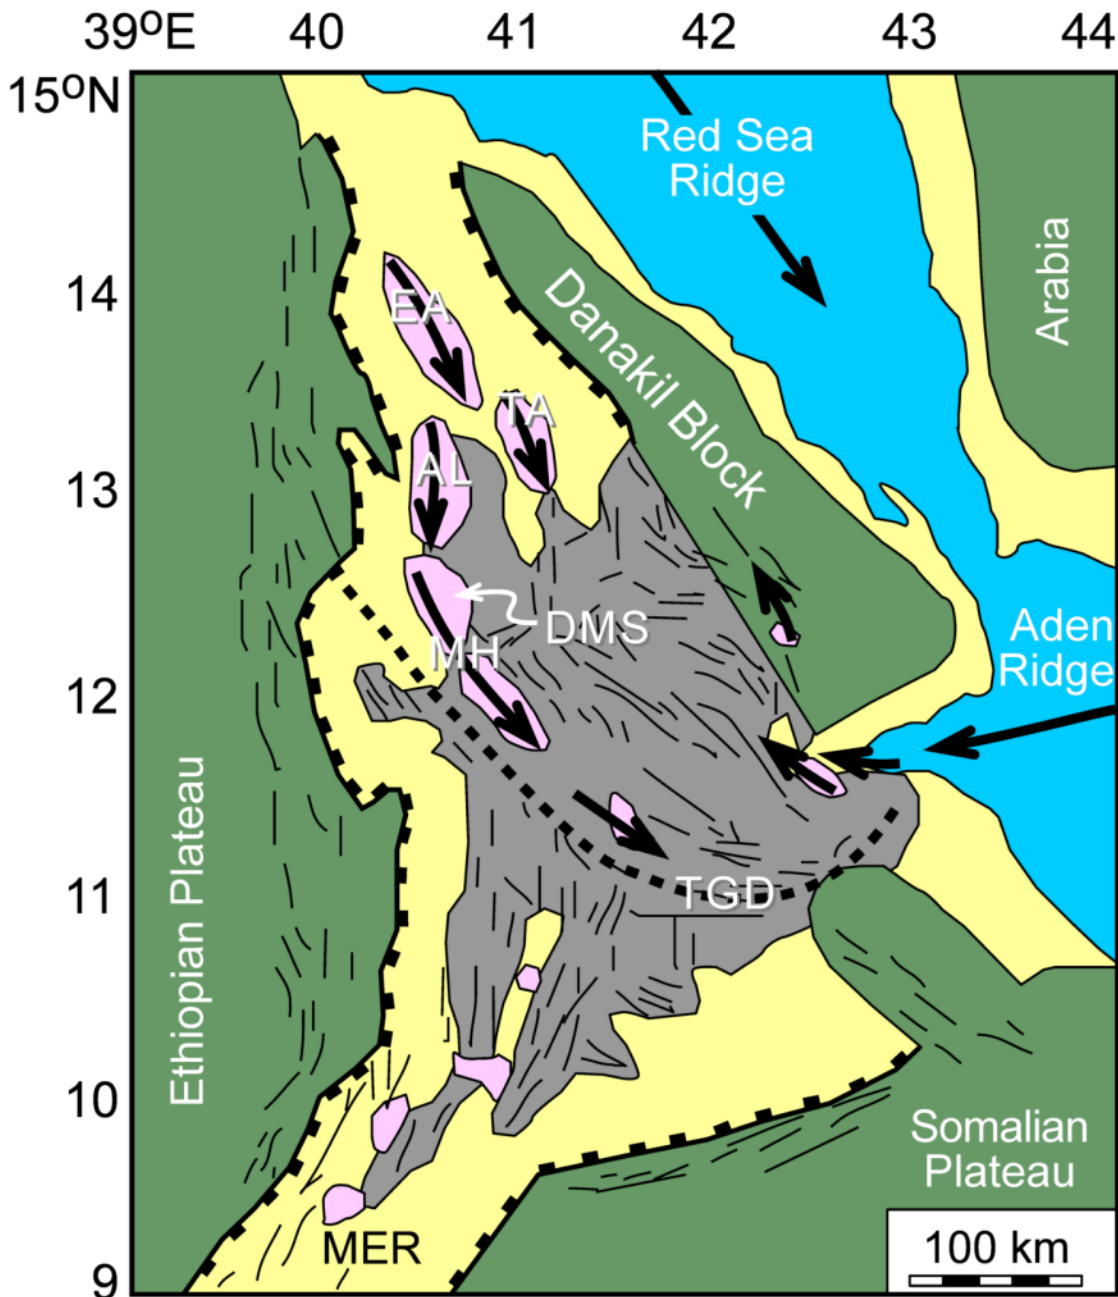 39ºE 40 41 42 43 44
15ºN
Red Sea
Ridge
Arabia
14
EA
Danakil Block
TA
13
AL
DMS
Aden
Ridge
MH
12
Ethiopian Plateau
11
TGD
10
Somalian
Plateau
MER
100 km
9